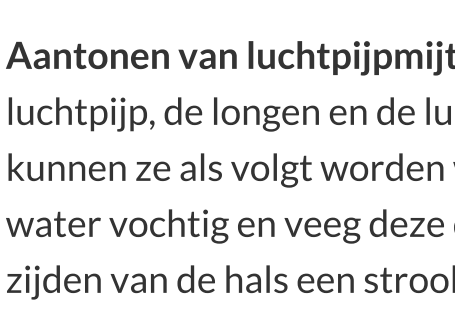 Aantonen van luchtpijpmijt
luchtpijp, de longen en de lu
kunnen ze als volgt worden
water vochtig en veeg deze
zijden van de hals een strook